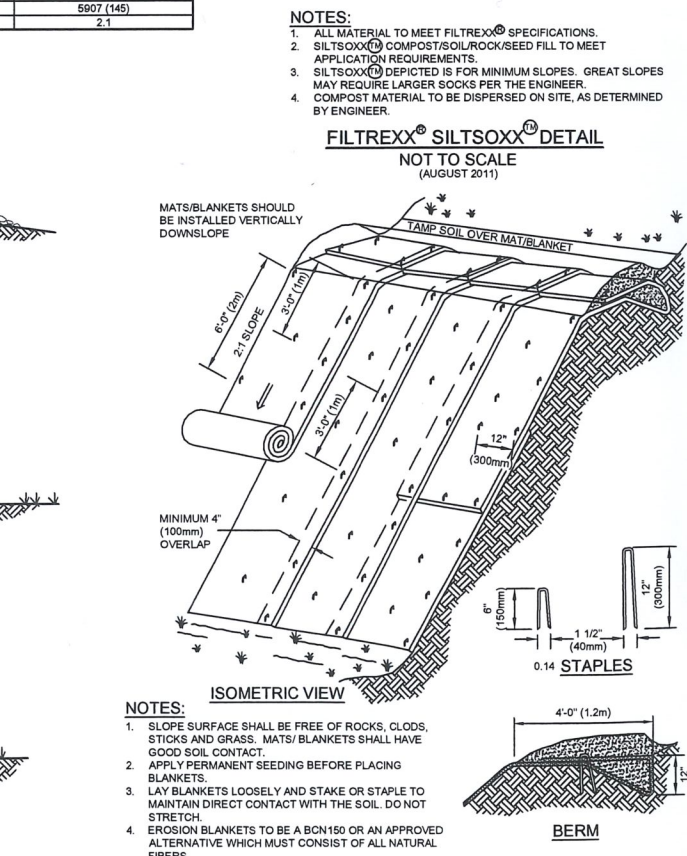 5907 (145)
2.1
NOTES:
1. ALL MATERIAL TO MEET FILTREXX® SPECIFICATIONS.
2. SILTSOXX™ COMPOST/SOIL/ROCK/SEED FILL TO MEET
APPLICATION REQUIREMENTS.
3. SILTSOXX™ DEPICTED IS FOR MINIMUM SLOPES. GREAT SLOPES
MAY REQUIRE LARGER SOCKS PER THE ENGINEER.
4. COMPOST MATERIAL TO BE DISPERSED ON SITE, AS DETERMINED
BY ENGINEER.
FILTREXX® SILTSOXX™ DETAIL
NOT TO SCALE
(AUGUST 2011)
MATS/BLANKETS SHOULD
BE INSTALLED VERTICALLY
DOWNSLOPE
TAMP SOIL OVER MAT/BLANKET
6'-0" (2m)
3'-0" (1m)
2:1 SLOPE
3'-0" (1m)
12"
(300mm)
MINIMUM 4"
(100mm)
OVERLAP
6"
(150mm)
12"
(300mm)
1 1/2"
(40mm)
0.14 STAPLES
ISOMETRIC VIEW
NOTES:
1. SLOPE SURFACE SHALL BE FREE OF ROCKS, CLODS,
STICKS AND GRASS. MATS/ BLANKETS SHALL HAVE
GOOD SOIL CONTACT.
2. APPLY PERMANENT SEEDING BEFORE PLACING
BLANKETS.
3. LAY BLANKETS LOOSELY AND STAKE OR STAPLE TO
MAINTAIN DIRECT CONTACT WITH THE SOIL. DO NOT
STRETCH.
4. EROSION BLANKETS TO BE A BCN150 OR AN APPROVED
ALTERNATIVE WHICH MUST CONSIST OF ALL NATURAL
FIBERS
4'-0" (1.2m)
12"
BERM